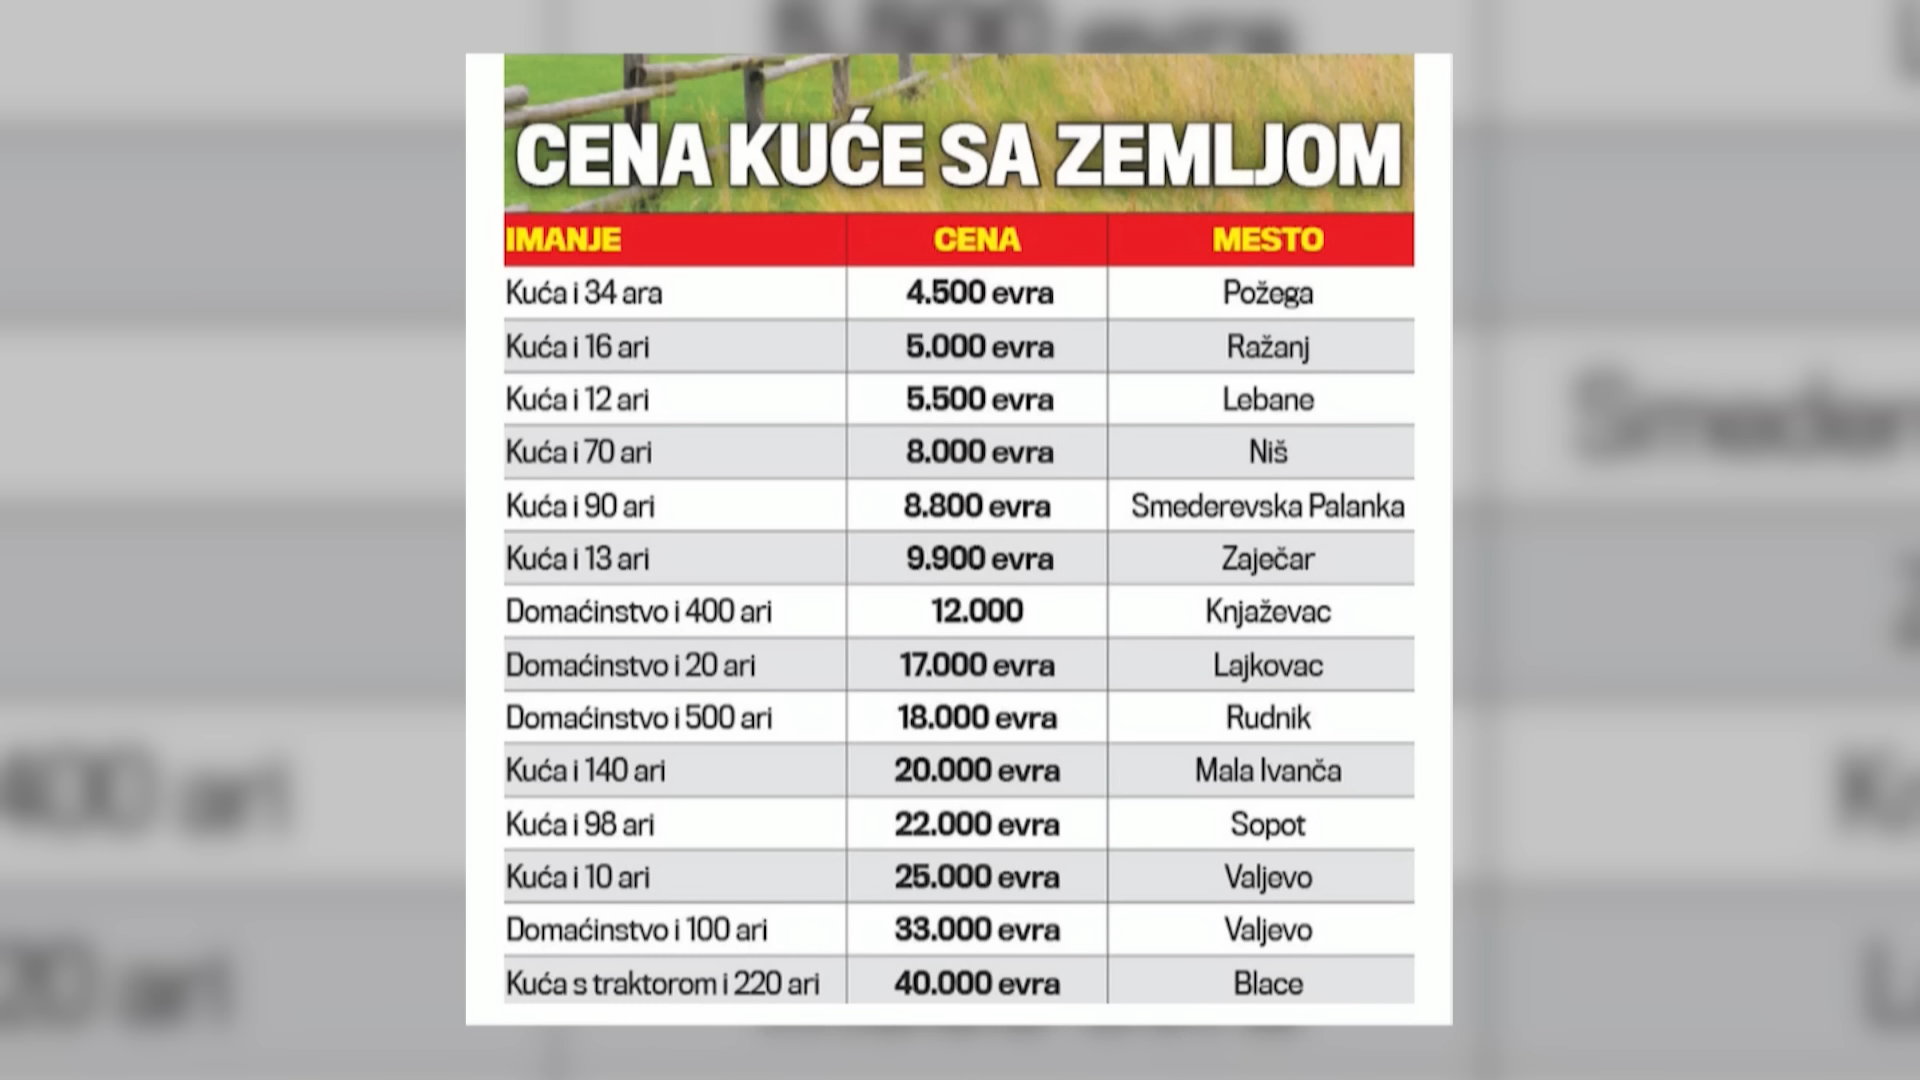 CENA KUĆE SA ZEMLJOM
IMANJE CENA MESTO
Kuća i 34 ara 4.500 evra Požega
Kuća i 16 ari 5.000 evra Ražanj
Kuća i 12 ari 5.500 evra Lebane
Kuća i 70 ari 8.000 evra Niš
Kuća i 90 ari 8.800 evra Smederevska Palanka
Kuća i 13 ari 9.900 evra Zaječar
Domaćinstvo i 400 ari 12.000 Knjaževac
Domaćinstvo i 20 ari 17.000 evra Lajkovac
Domaćinstvo i 500 ari 18.000 evra Rudnik
Kuća i 140 ari 20.000 evra Mala Ivanča
Kuća i 98 ari 22.000 evra Sopot
Kuća i 10 ari 25.000 evra Valjevo
Domaćinstvo i 100 ari 33.000 evra Valjevo
Kuća s traktorom i 220 ari 40.000 evra Blace